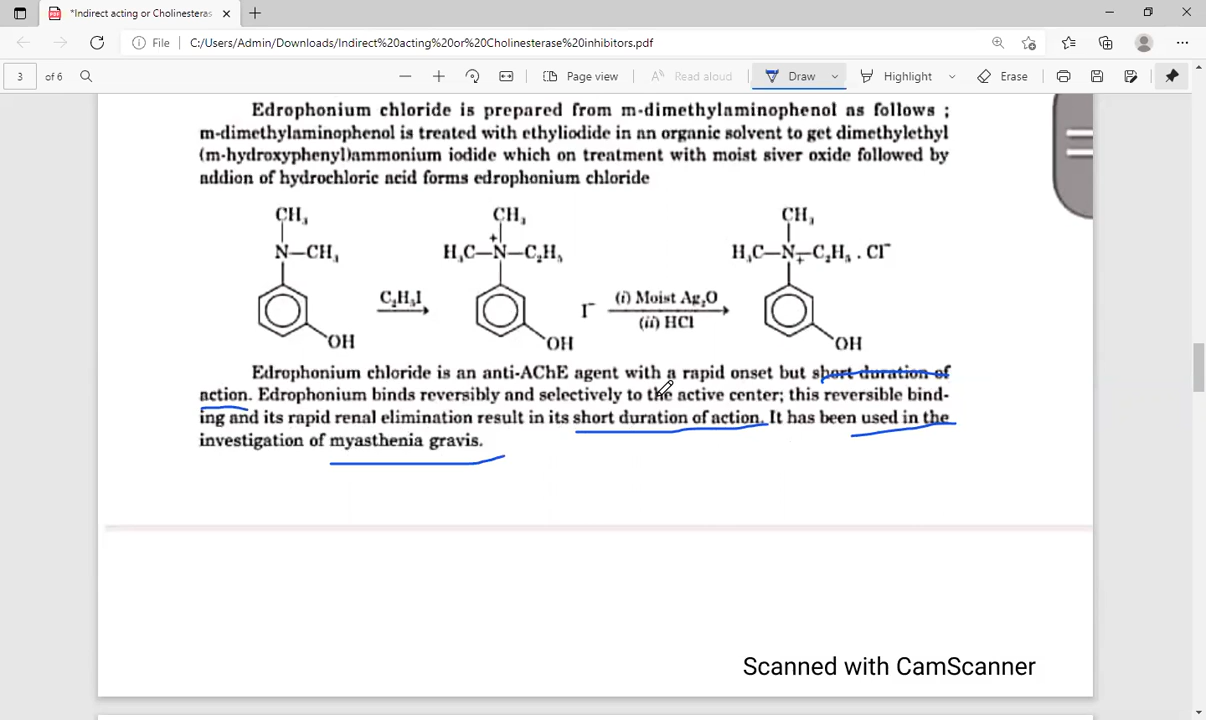 *Indirect acting or Cholinesteras
File
C:/Users/Admin/Downloads/Indirect%20acting%20or%20Cholinesterase%20inhibitors.pdf
3 of 6
Page view
Read aloud
Draw
Highlight
Erase
Edrophonium chloride is prepared from m-dimethylaminophenol as follows ;
m-dimethylaminophenol is treated with ethyliodide in an organic solvent to get dimethylethyl
(m-hydroxyphenyl)ammonium iodide which on treatment with moist siver oxide followed by
addion of hydrochloric acid forms edrophonium chloride
CH₃ CH₃ CH₃
N–CH₃ H₃C–N–C₂H₅ H₃C–N–C₂H₅ . Cl⁻
+ +
C₂H₅I I⁻ (i) Moist Ag₂O
(ii) HCl
OH OH OH
Edrophonium chloride is an anti-AChE agent with a rapid onset but short duration of
action. Edrophonium binds reversibly and selectively to the active center; this reversible bind-
ing and its rapid renal elimination result in its short duration of action. It has been used in the
investigation of myasthenia gravis.
Scanned with CamScanner